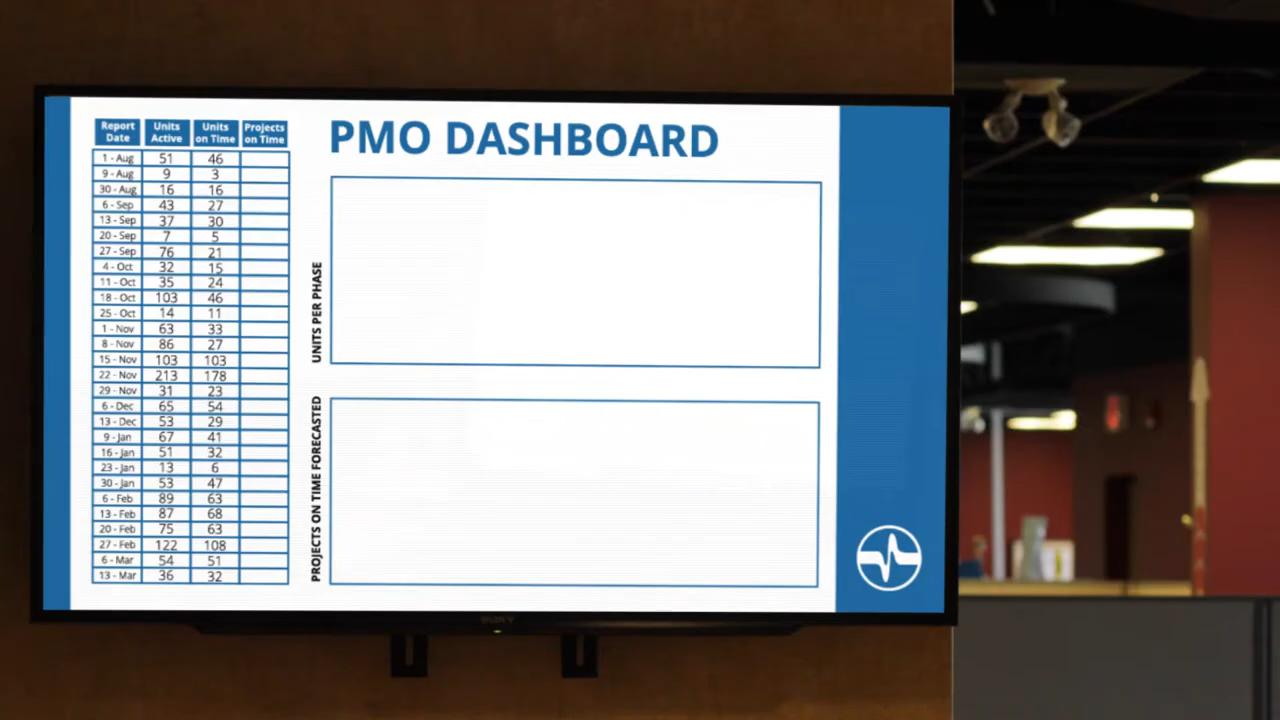 PMO DASHBOARD
Report Date Units Active Units on Time Projects on Time
1 - Aug 51 46
9 - Aug 9 3
30 - Aug 16 16
6 - Sep 43 27
13 - Sep 37 30
20 - Sep 7 5
27 - Sep 76 21
4 - Oct 32 15
11 - Oct 35 24
18 - Oct 103 46
25 - Oct 14 11
1 - Nov 63 33
8 - Nov 86 27
15 - Nov 103 103
22 - Nov 213 178
29 - Nov 31 23
6 - Dec 65 54
13 - Dec 53 29
9 - Jan 67 41
16 - Jan 51 32
23 - Jan 13 6
30 - Jan 53 47
6 - Feb 89 63
13 - Feb 87 68
20 - Feb 75 63
27 - Feb 122 108
6 - Mar 54 51
13 - Mar 36 32
UNITS PER PHASE
PROJECTS ON TIME FORECASTED
SONY